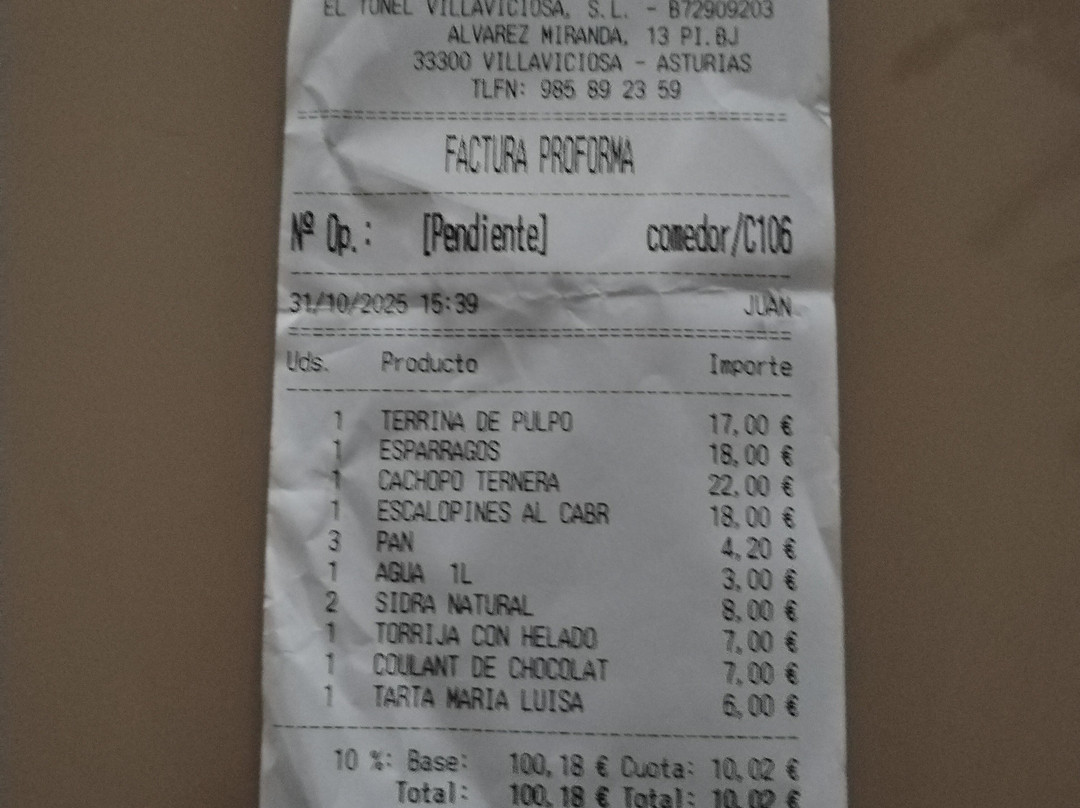 EL TUNEL VILLAVICIOSA, S.L. - B72909203
ALVAREZ MIRANDA, 13 PI.BJ
33300 VILLAVICIOSA - ASTURIAS
TLFN: 985 89 23 59
FACTURA PROFORMA
Nº Op.: [Pendiente] comedor/C106
31/10/2025 15:39 JUAN
Uds. Producto Importe
1 TERRINA DE PULPO 17,00 €
1 ESPARRAGOS 18,00 €
1 CACHOPO TERNERA 22,00 €
1 ESCALOPINES AL CABR 18,00 €
3 PAN 4,20 €
1 AGUA 1L 3,00 €
2 SIDRA NATURAL 8,00 €
1 TORRIJA CON HELADO 7,00 €
1 COULANT DE CHOCOLAT 7,00 €
1 TARTA MARIA LUISA 6,00 €
10 %: Base: 100,18 € Cuota: 10,02 €
Total: 100,18 € Total: 10,02 €